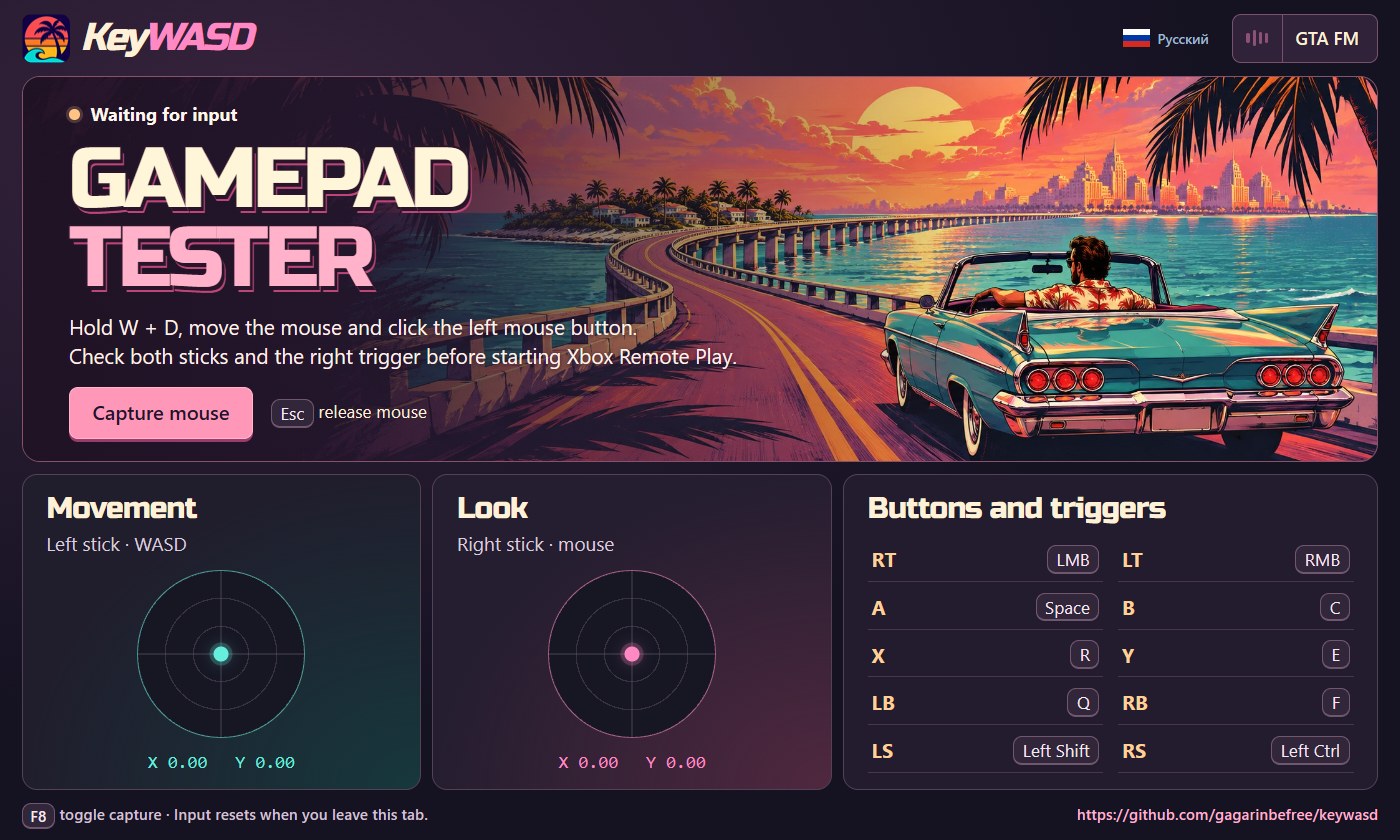 KeyWASD
Русский
GTA FM
Waiting for input
GAMEPAD
TESTER
Hold W + D, move the mouse and click the left mouse button.
Check both sticks and the right trigger before starting Xbox Remote Play.
Capture mouse
Esc release mouse
Movement
Left stick · WASD
X 0.00 Y 0.00
Look
Right stick · mouse
X 0.00 Y 0.00
Buttons and triggers
RT LMB LT RMB
A Space B C
X R Y E
LB Q RB F
LS Left Shift RS Left Ctrl
F8 toggle capture · Input resets when you leave this tab.
https://github.com/gagarinbefree/keywasd